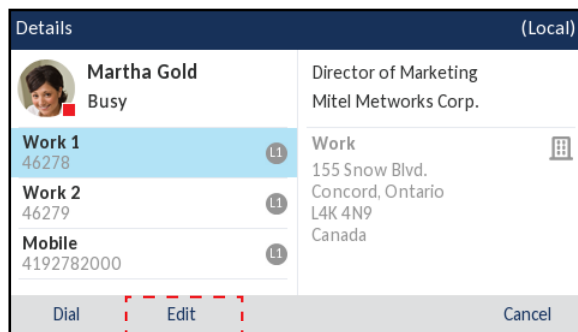 Details (Local)
Martha Gold
Busy
Work 1
46278
L1
Work 2
46279
L1
Mobile
4192782000
L1
Director of Marketing
Mitel Metworks Corp.
Work
155 Snow Blvd.
Concord, Ontario
L4K 4N9
Canada
Dial Edit Cancel